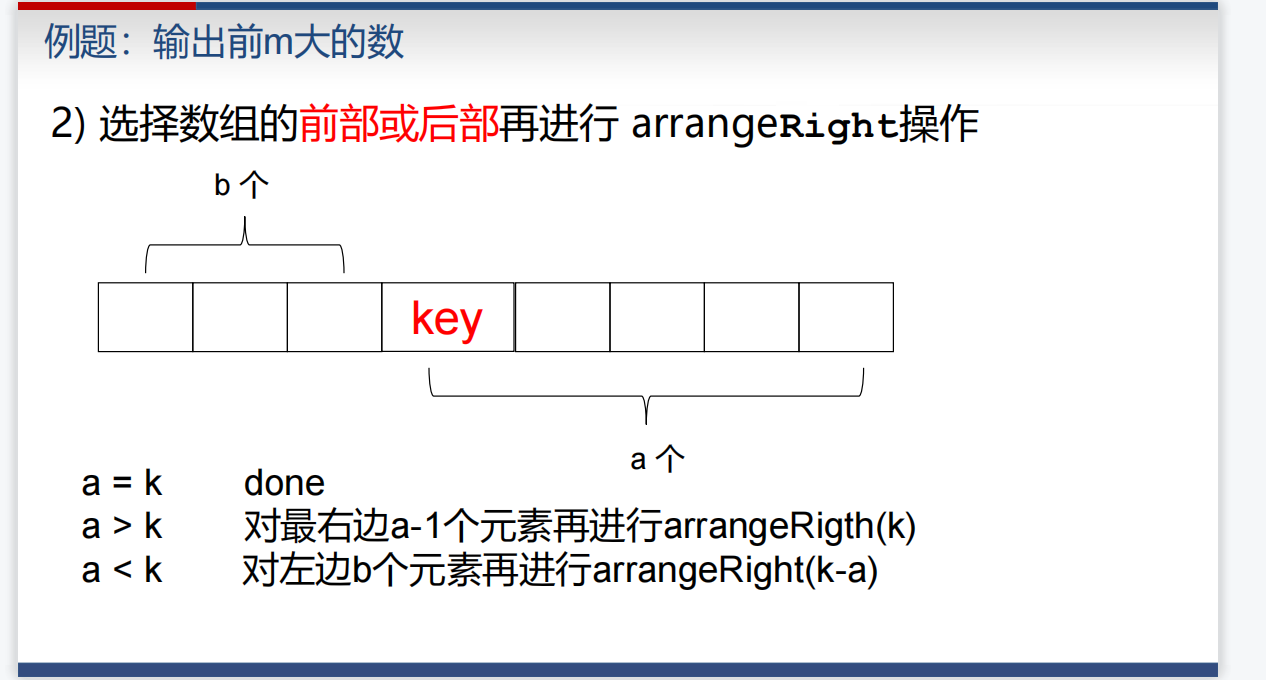 例题：输出前m大的数
2) 选择数组的前部或后部再进行 arrangeRight操作
b 个
key
a 个
a = k done
a > k 对最右边a-1个元素再进行arrangeRigth(k)
a < k 对左边b个元素再进行arrangeRight(k-a)